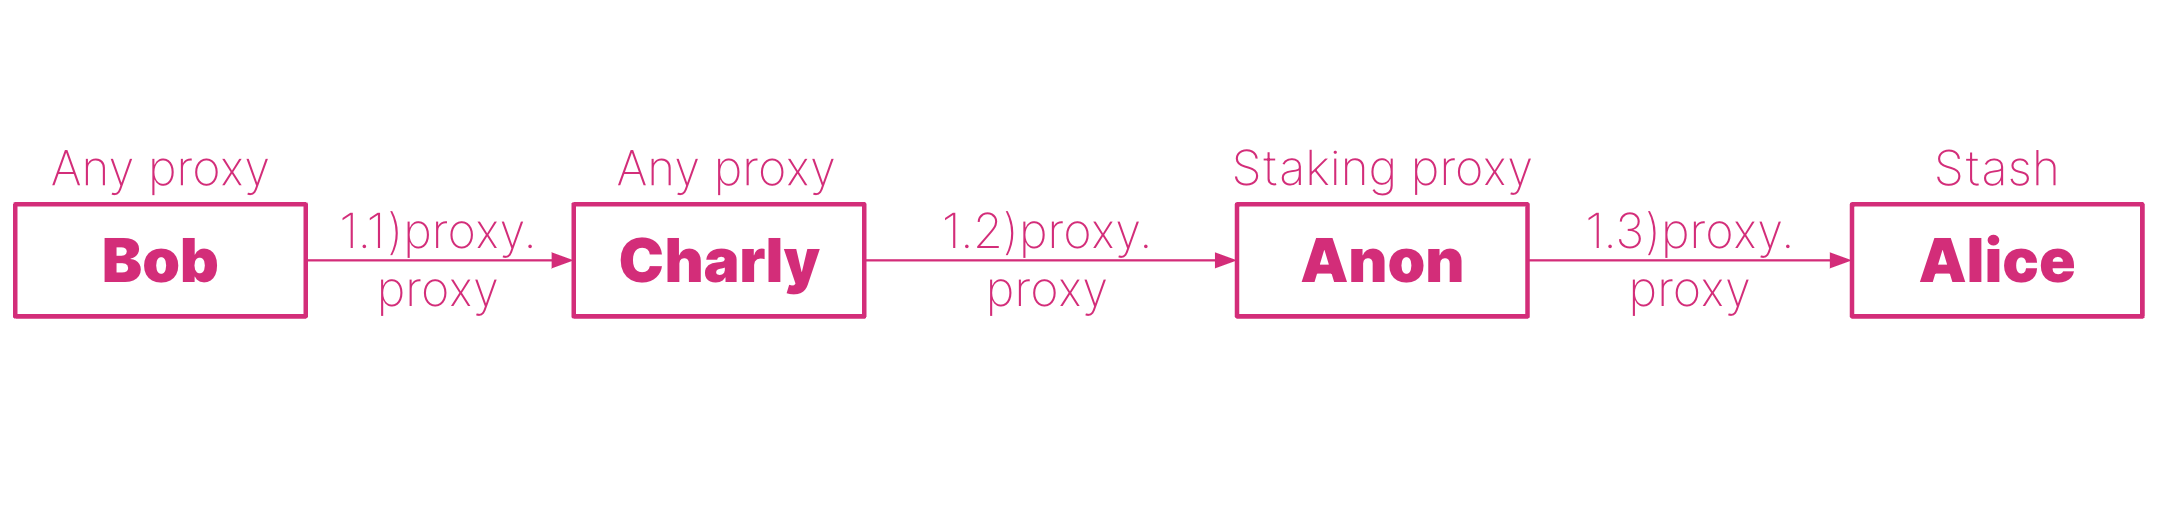 Any proxy
Any proxy
Staking proxy
Stash
Bob
1.1)proxy.
proxy
Charly
1.2)proxy.
proxy
Anon
1.3)proxy.
proxy
Alice